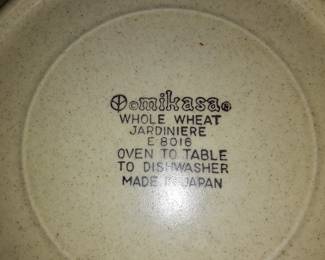 ©mikasa®
WHOLE WHEAT
JARDINIERE
E 8016
OVEN TO TABLE
TO DISHWASHER
MADE IN JAPAN